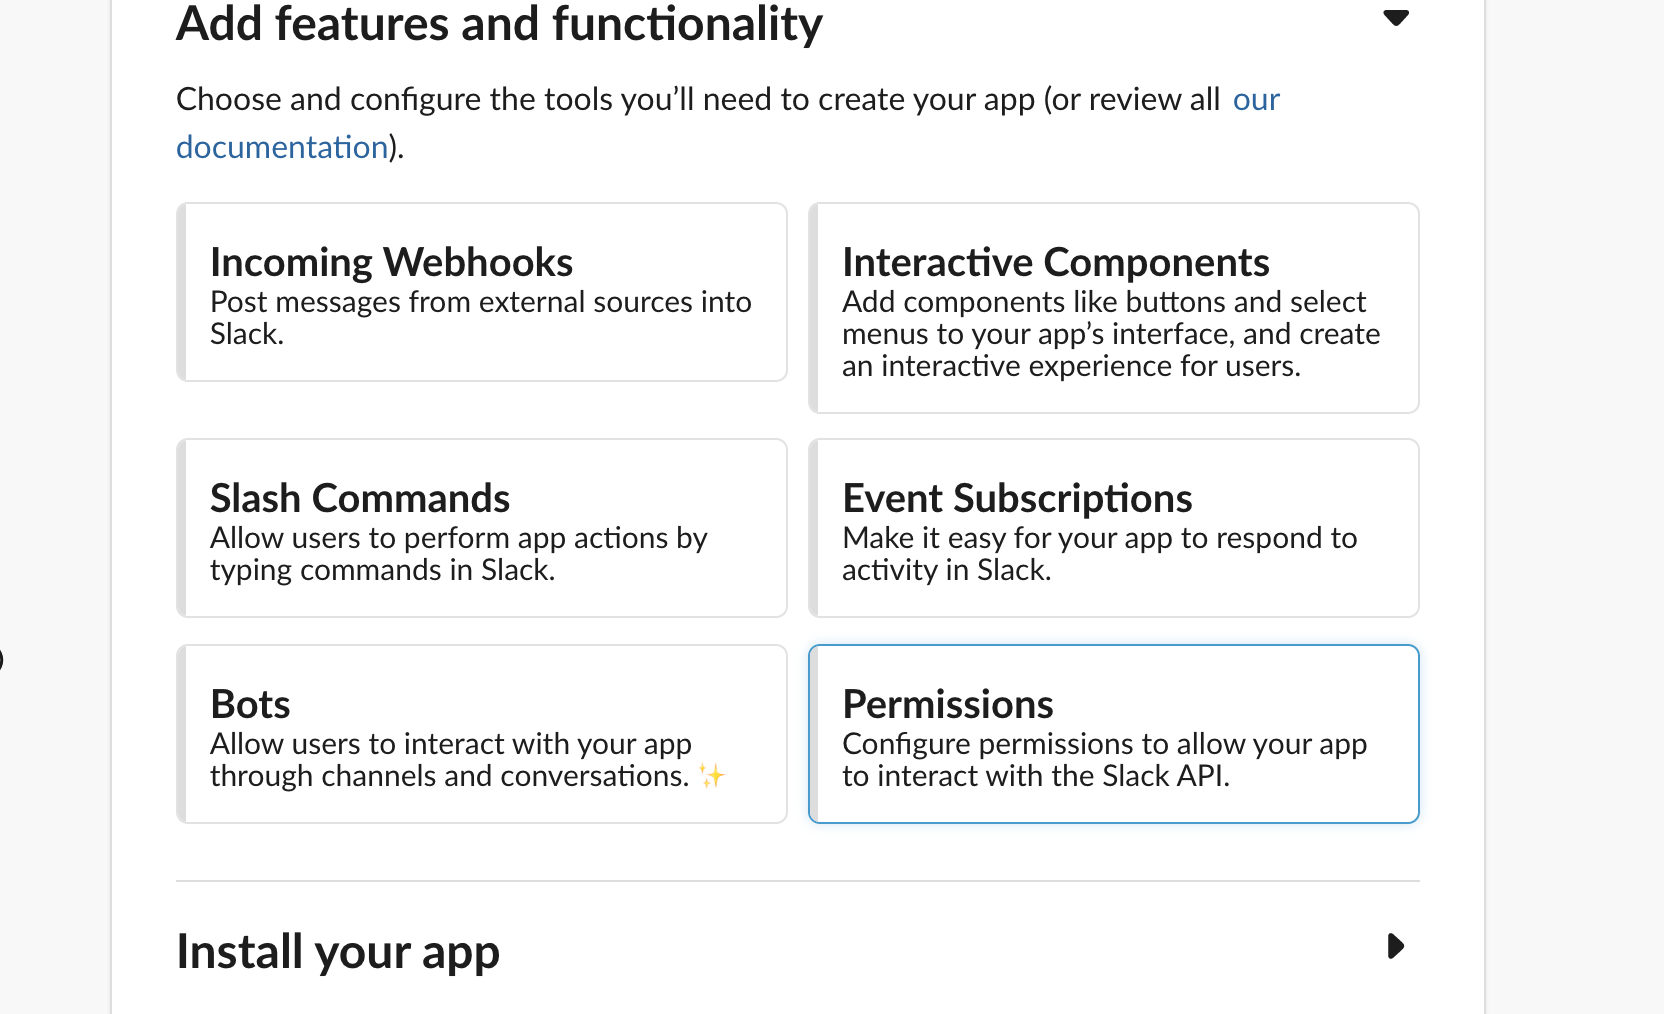 Add features and functionality
Choose and configure the tools you’ll need to create your app (or review all our
documentation).
Incoming Webhooks
Post messages from external sources into
Slack.
Interactive Components
Add components like buttons and select
menus to your app’s interface, and create
an interactive experience for users.
Slash Commands
Allow users to perform app actions by
typing commands in Slack.
Event Subscriptions
Make it easy for your app to respond to
activity in Slack.
Bots
Allow users to interact with your app
through channels and conversations. ✨
Permissions
Configure permissions to allow your app
to interact with the Slack API.
Install your app